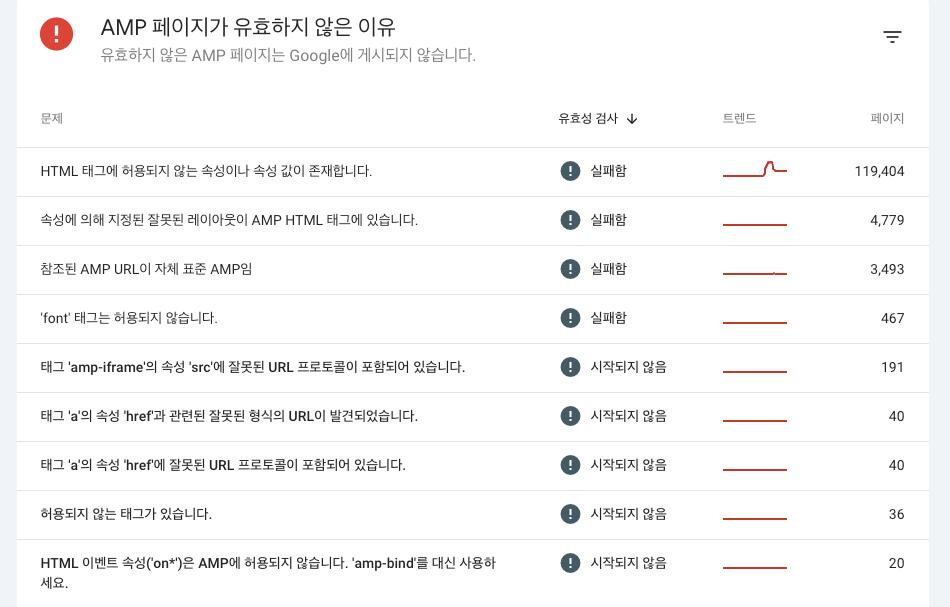 AMP 페이지가 유효하지 않은 이유
유효하지 않은 AMP 페이지는 Google에 게시되지 않습니다.
문제 유효성 검사 ↓ 트렌드 페이지
HTML 태그에 허용되지 않는 속성이나 속성 값이 존재합니다. 실패함 119,404
속성에 의해 지정된 잘못된 레이아웃이 AMP HTML 태그에 있습니다. 실패함 4,779
참조된 AMP URL이 자체 표준 AMP임 실패함 3,493
'font' 태그는 허용되지 않습니다. 실패함 467
태그 'amp-iframe'의 속성 'src'에 잘못된 URL 프로토콜이 포함되어 있습니다. 시작되지 않음 191
태그 'a'의 속성 'href'과 관련된 잘못된 형식의 URL이 발견되었습니다. 시작되지 않음 40
태그 'a'의 속성 'href'에 잘못된 URL 프로토콜이 포함되어 있습니다. 시작되지 않음 40
허용되지 않는 태그가 있습니다. 시작되지 않음 36
HTML 이벤트 속성('on*')은 AMP에 허용되지 않습니다. 'amp-bind'를 대신 사용하 시작되지 않음 20
세요.